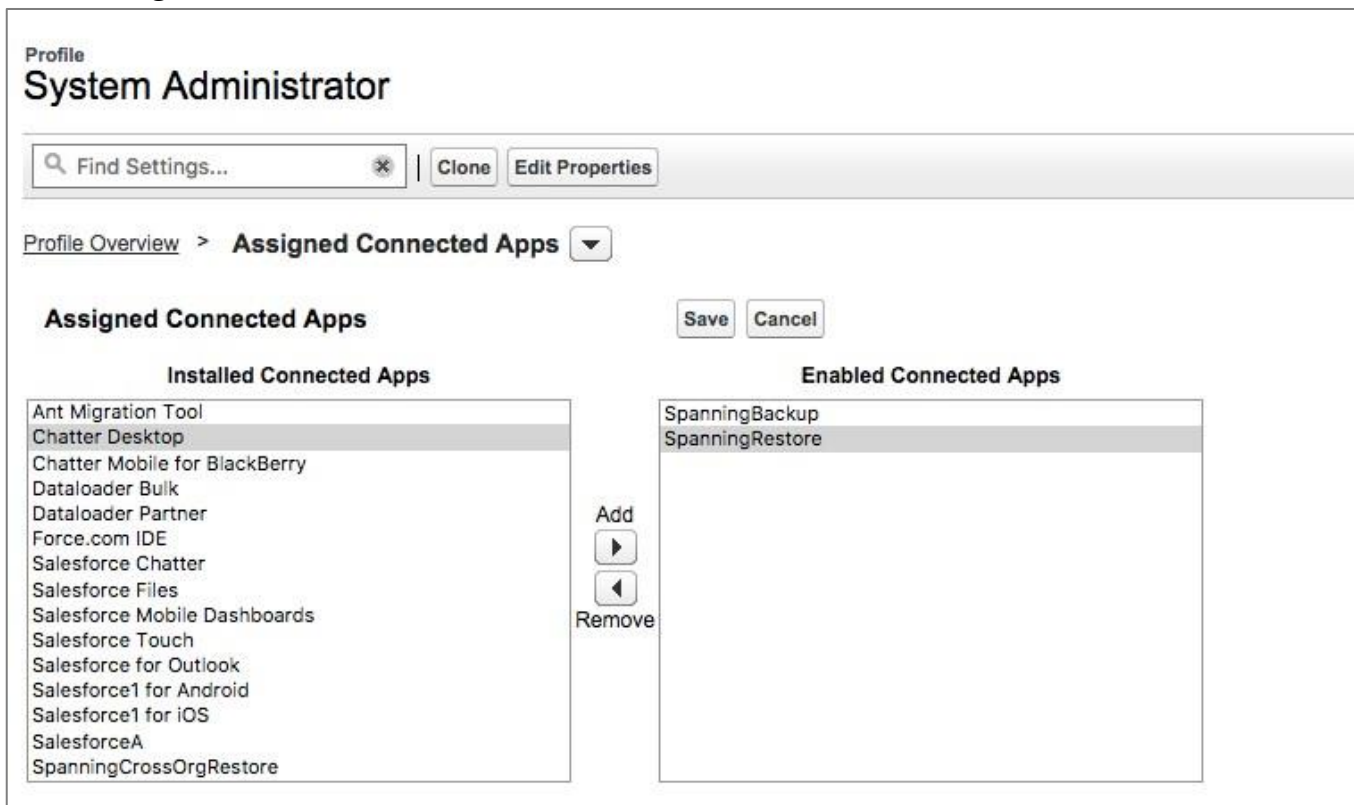 Profile
System Administrator
Find Settings... Clone Edit Properties
Profile Overview > Assigned Connected Apps
Assigned Connected Apps Save Cancel
Installed Connected Apps Enabled Connected Apps
Ant Migration Tool
Chatter Desktop
Chatter Mobile for BlackBerry
Dataloader Bulk
Dataloader Partner
Force.com IDE
Salesforce Chatter
Salesforce Files
Salesforce Mobile Dashboards
Salesforce Touch
Salesforce for Outlook
Salesforce1 for Android
Salesforce1 for iOS
SalesforceA
SpanningCrossOrgRestore
Add
Remove
SpanningBackup
SpanningRestore